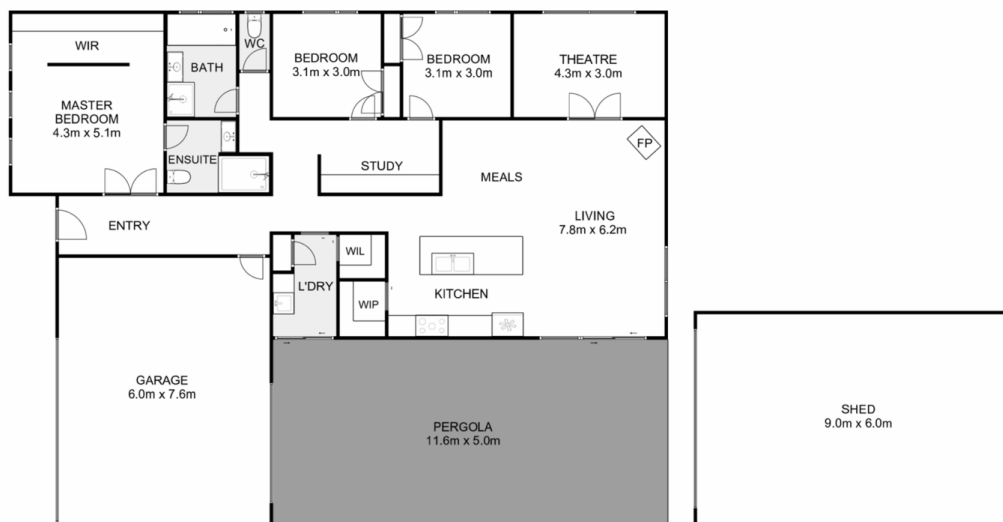 WIR
MASTER
BEDROOM
4.3m x 5.1m
BATH
WC
BEDROOM
3.1m x 3.0m
BEDROOM
3.1m x 3.0m
THEATRE
4.3m x 3.0m
FP
ENSUITE
STUDY
MEALS
ENTRY
LIVING
7.8m x 6.2m
WIL
L'DRY
WIP
KITCHEN
GARAGE
6.0m x 7.6m
PERGOLA
11.6m x 5.0m
SHED
9.0m x 6.0m